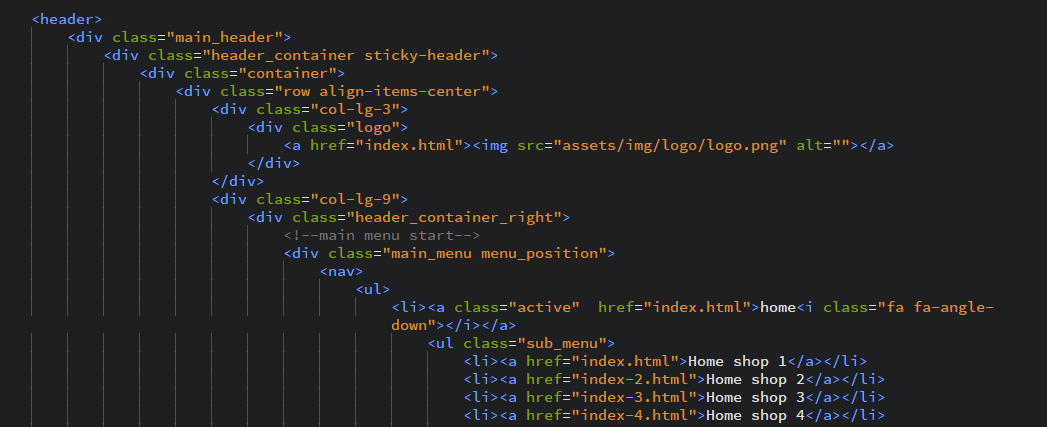 <header>
<div class="main_header">
<div class="header_container sticky-header">
<div class="container">
<div class="row align-items-center">
<div class="col-lg-3">
<div class="logo">
<a href="index.html"><img src="assets/img/logo/logo.png" alt=""></a>
</div>
</div>
<div class="col-lg-9">
<div class="header_container_right">
<!--main menu start-->
<div class="main_menu menu_position">
<nav>
<ul>
<li><a class="active"  href="index.html">home<i class="fa fa-angle-
down"></i></a>
<ul class="sub_menu">
<li><a href="index.html">Home shop 1</a></li>
<li><a href="index-2.html">Home shop 2</a></li>
<li><a href="index-3.html">Home shop 3</a></li>
<li><a href="index-4.html">Home shop 4</a></li>